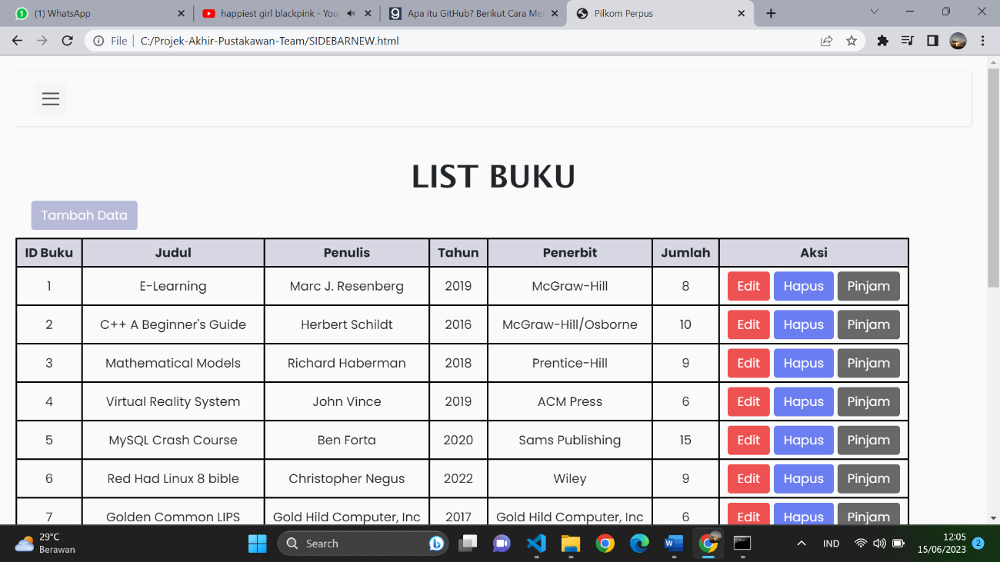 (1) WhatsApp
happiest girl blackpink - You
Apa itu GitHub? Berikut Cara Me
Pilkom Perpus
File C:/Projek-Akhir-Pustakawan-Team/SIDEBARNEW.html
LIST BUKU
Tambah Data
ID Buku Judul Penulis Tahun Penerbit Jumlah Aksi
1 E-Learning Marc J. Resenberg 2019 McGraw-Hill 8 Edit Hapus Pinjam
2 C++ A Beginner's Guide Herbert Schildt 2016 McGraw-Hill/Osborne 10 Edit Hapus Pinjam
3 Mathematical Models Richard Haberman 2018 Prentice-Hill 9 Edit Hapus Pinjam
4 Virtual Reality System John Vince 2019 ACM Press 6 Edit Hapus Pinjam
5 MySQL Crash Course Ben Forta 2020 Sams Publishing 15 Edit Hapus Pinjam
6 Red Had Linux 8 bible Christopher Negus 2022 Wiley 9 Edit Hapus Pinjam
7 Golden Common LIPS Gold Hild Computer, Inc 2017 Gold Hild Computer, Inc 6 Edit Hapus Pinjam
29°C
Berawan
Search
IND
12:05
15/06/2023
2